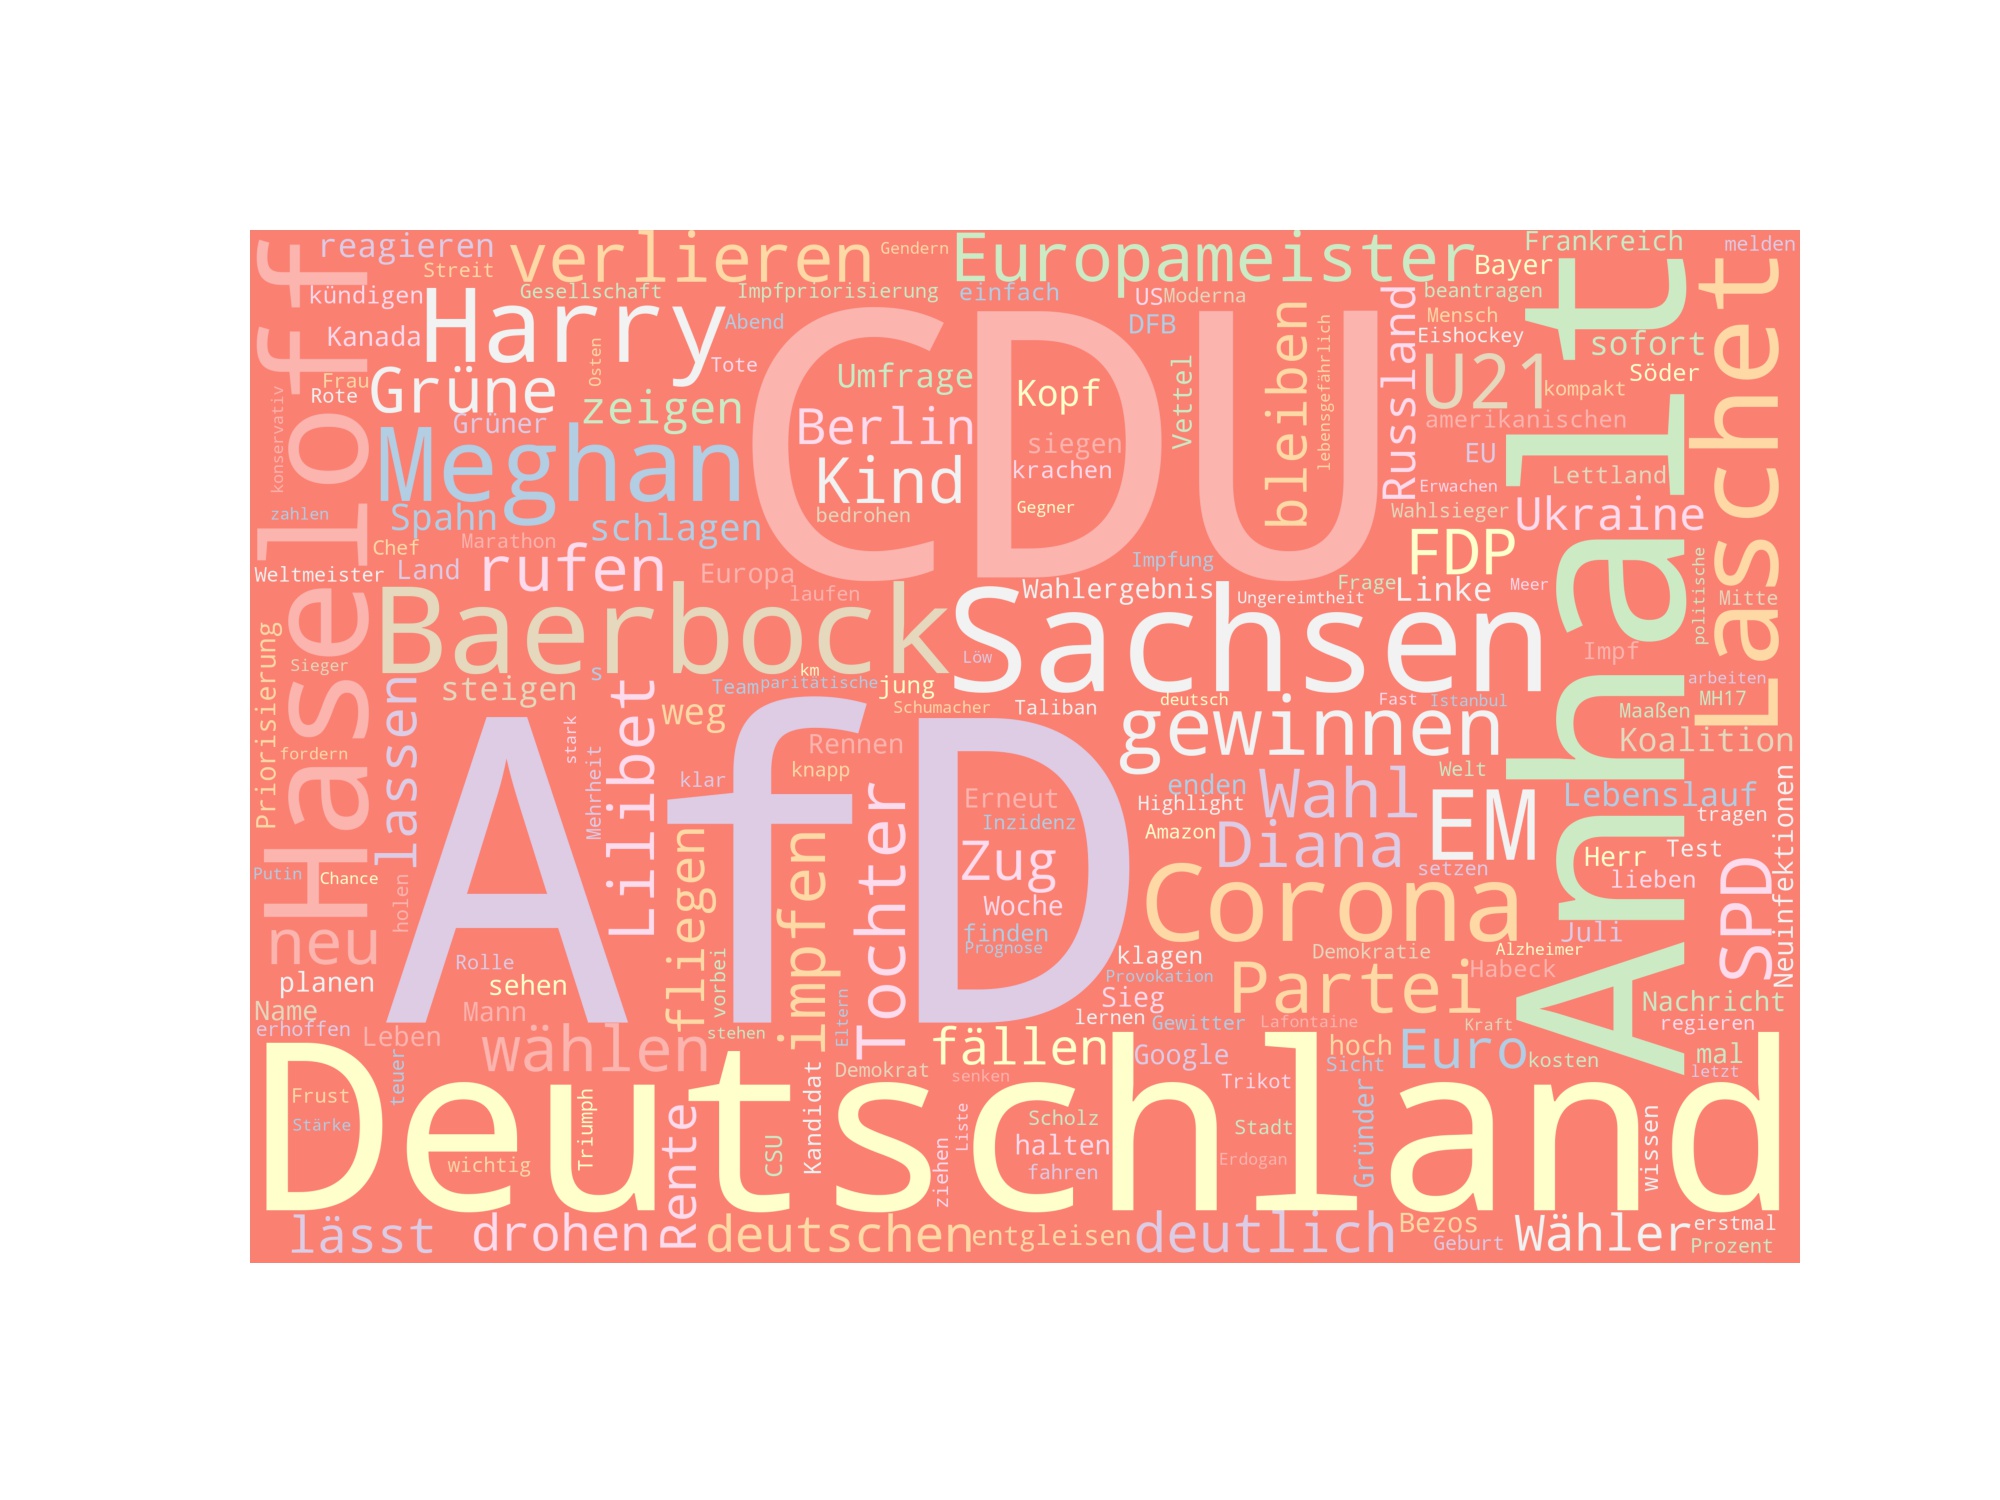 reagieren
verlieren
Gendern
Europameister
Frankreich
melden
Streit
Bayer
kündigen
Gesellschaft
Impfpriorisierung
einfach
US
Moderna
beantragen
Kanada
Harry
Abend
DFB
Mensch
Eishockey
sofort
Osten
Tote
CDU
lebensgefährlich
bleiben
Russland
Anhalt
Laschet
Haseloff
Frau
Rote
Grüne
Umfrage
Kopf
Vettel
U21
kompakt
Söder
konservativ
Grüner
zeigen
Berlin
siegen
amerikanischen
Meghan
Kind
krachen
EU
Lettland
Erwachen
zahlen
Spahn
schlagen
bedrohen
Gegner
Wahlsieger
Ukraine
Chef
Marathon
FDP
Weltmeister
Land
rufen
Europa
Impfung
politische
laufen
Wahlergebnis
Ungereimtheit
Frage
Linke
Meer
Mitte
Baerbock
Sachsen
Priorisierung
Sieger
Löw
Impf
s
km
steigen
Team
paritätische
jung
arbeiten
lassen
Lilibet
Schumacher
Taliban
deutsch
Fast
Istanbul
MH17
weg
Maaßen
stark
gewinnen
Koalition
fordern
Mehrheit
Rennen
klar
knapp
Welt
AfD
Tochter
enden
Wahl
Lebenslauf
Erneut
Highlight
EM
Neuinfektionen
tragen
Inzidenz
Amazon
Diana
Herr
Test
Putin
Chance
holen
Zug
setzen
lieben
SPD
fliegen
impfen
Woche
Corona
neu
finden
Juli
Prognose
klagen
Demokratie
Alzheimer
Rolle
vorbei
Provokation
Partei
Habeck
planen
sehen
Sieg
Name
Mann
Eltern
lernen
Gewitter
Lafontaine
Kraft
Nachricht
erhoffen
Leben
stehen
regieren
wählen
fällen
Google
hoch
Euro
kosten
mal
teuer
Demokrat
senken
Sicht
letzt
Deutschland
Frust
Triumph
Kandidat
Trikot
Gründer
Stärke
Rente
CSU
Liste
Scholz
Stadt
wissen
halten
wichtig
ziehen
fahren
Erdogan
lässt
drohen
deutschen
entgleisen
deutlich
Bezos
Wähler
erstmal
Geburt
Prozent